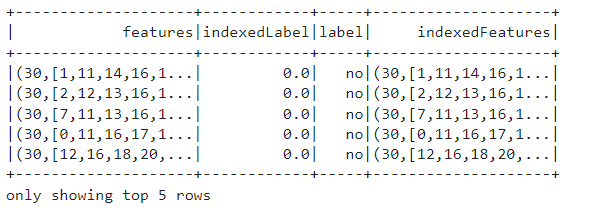 +--------------------+------------+-----+--------------------+
|            features|indexedLabel|label|     indexedFeatures|
+--------------------+------------+-----+--------------------+
|(30,[1,11,14,16,1...|         0.0|   no|(30,[1,11,14,16,1...|
|(30,[2,12,13,16,1...|         0.0|   no|(30,[2,12,13,16,1...|
|(30,[7,11,13,16,1...|         0.0|   no|(30,[7,11,13,16,1...|
|(30,[0,11,16,17,1...|         0.0|   no|(30,[0,11,16,17,1...|
|(30,[12,16,18,20,...|         0.0|   no|(30,[12,16,18,20,...|
+--------------------+------------+-----+--------------------+
only showing top 5 rows